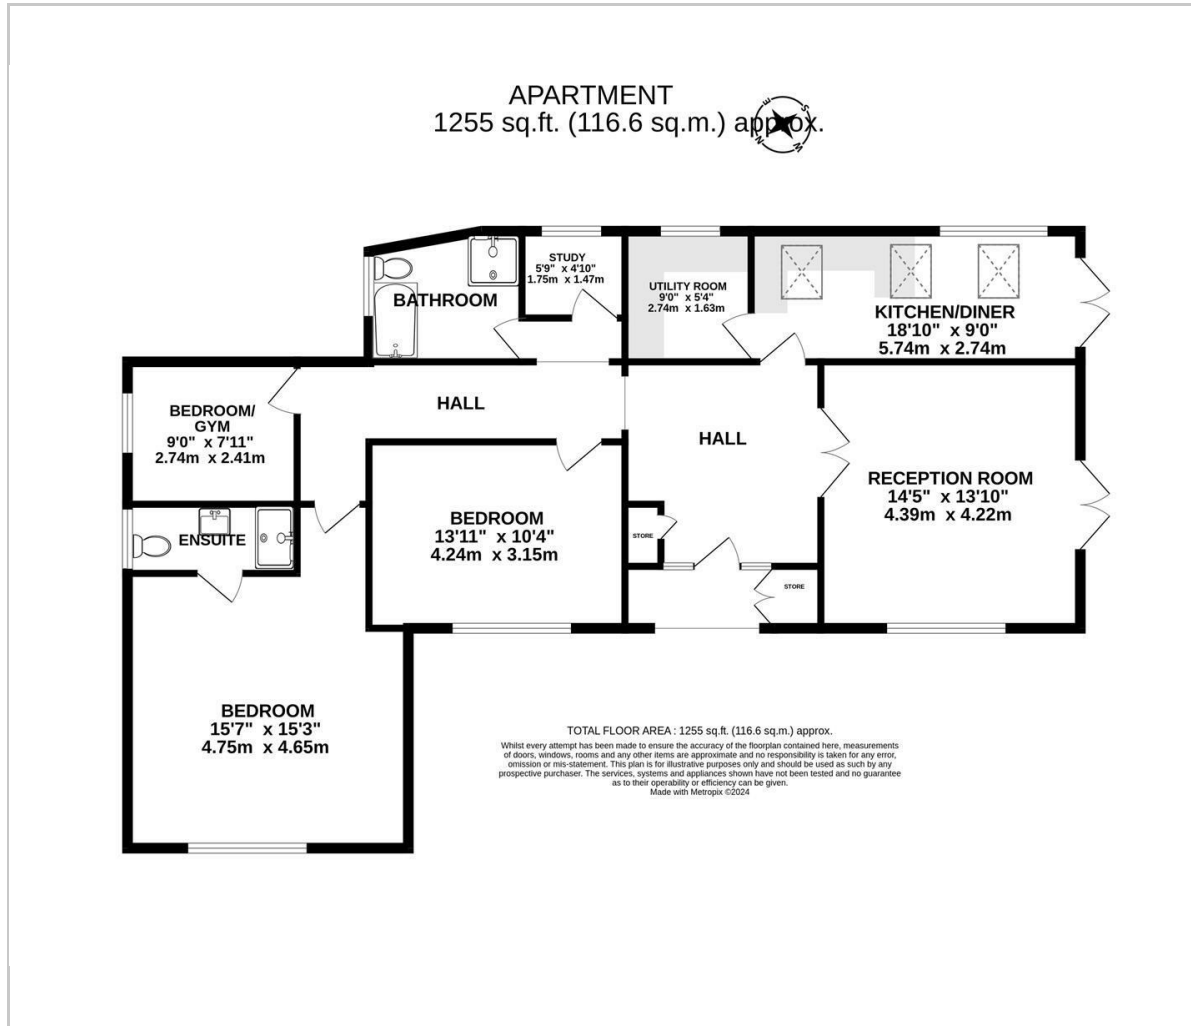 APARTMENT
1255 sq.ft. (116.6 sq.m.) approx.
E
S
N
W
STUDY
5'9" x 4'10"
1.75m x 1.47m
BATHROOM
UTILITY ROOM
9'0" x 5'4"
2.74m x 1.63m
KITCHEN/DINER
18'10" x 9'0"
5.74m x 2.74m
BEDROOM/
GYM
9'0" x 7'11"
2.74m x 2.41m
HALL
HALL
RECEPTION ROOM
14'5" x 13'10"
4.39m x 4.22m
ENSUITE
BEDROOM
13'11" x 10'4"
4.24m x 3.15m
STORE
STORE
BEDROOM
15'7" x 15'3"
4.75m x 4.65m
TOTAL FLOOR AREA : 1255 sq.ft. (116.6 sq.m.) approx.
Whilst every attempt has been made to ensure the accuracy of the floorplan contained here, measurements
of doors, windows, rooms and any other items are approximate and no responsibility is taken for any error,
omission or mis-statement. This plan is for illustrative purposes only and should be used as such by any
prospective purchaser. The services, systems and appliances shown have not been tested and no guarantee
as to their operability or efficiency can be given.
Made with Metropix ©2024